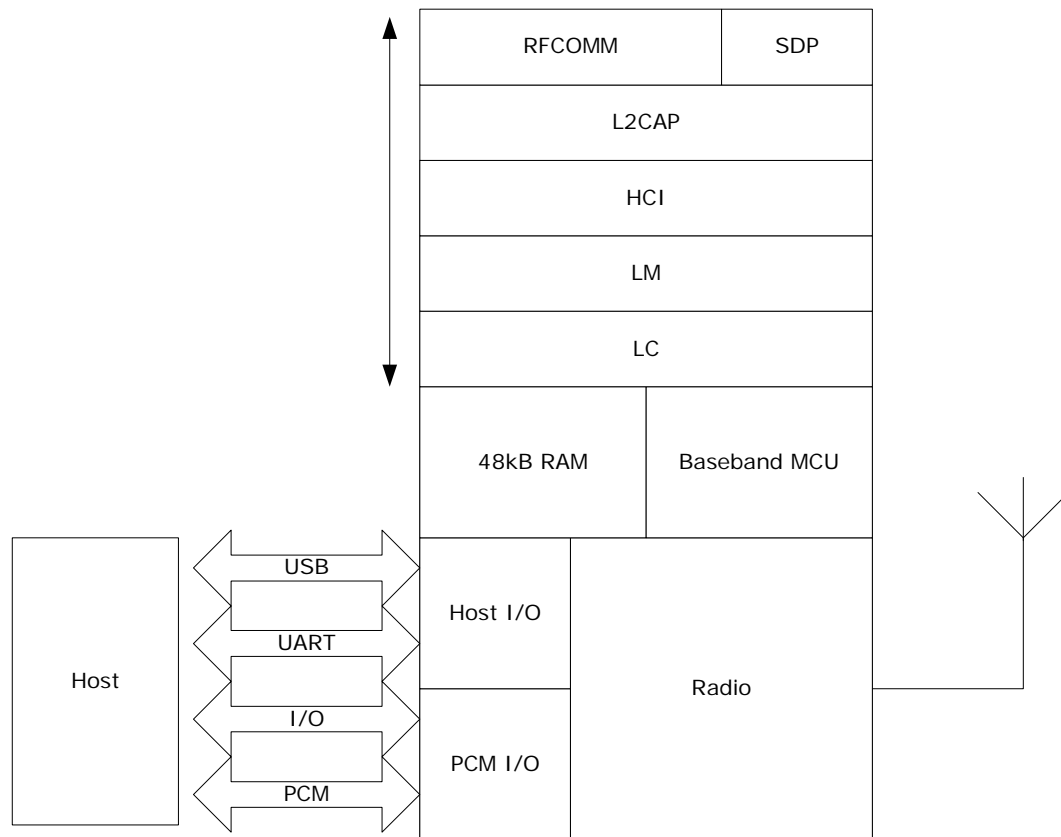 RFCOMM
SDP
L2CAP
HCI
LM
LC
48kB RAM
Baseband MCU
USB
Host I/O
UART
Host
Radio
I/O
PCM I/O
PCM